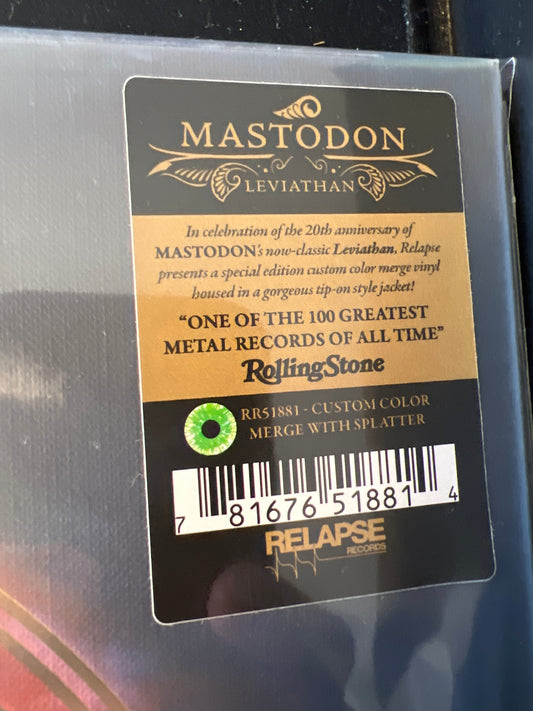 MASTODON
LEVIATHAN
In celebration of the 20th anniversary of
MASTODON's now-classic Leviathan, Relapse
presents a special edition custom color merge vinyl
housed in a gorgeous tip-on style jacket!
"ONE OF THE 100 GREATEST
METAL RECORDS OF ALL TIME"
RollingStone
RR51881 - CUSTOM COLOR
MERGE WITH SPLATTER
7 81676 51881 4
RELAPSE
RECORDS